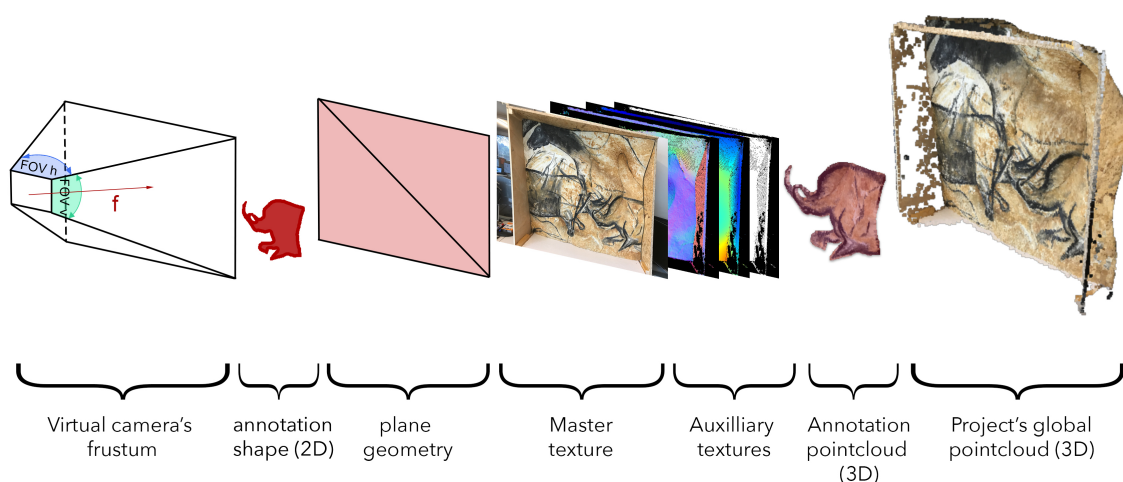 FOV h
FOV v
f
Virtual camera's
frustum
annotation
shape (2D)
plane
geometry
Master
texture
Auxilliary
textures
Annotation
pointcloud
(3D)
Project's global
pointcloud (3D)